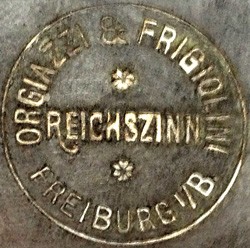 ORGIAZZI & FRIGIOLINI
REICHSZINN
FREIBURG I/B